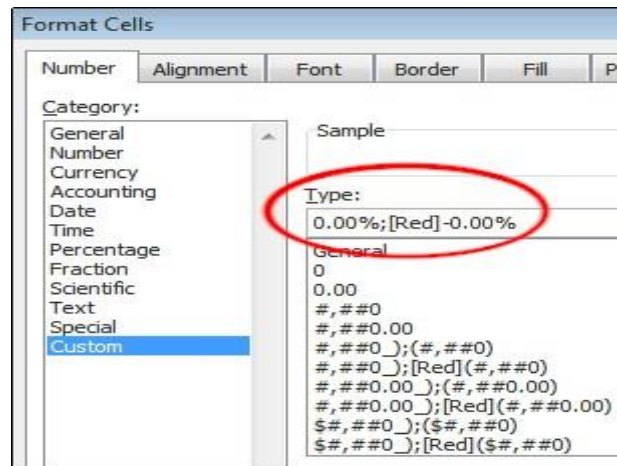 Format Cells
Number Alignment Font Border Fill P
Category:
General
Number
Currency
Accounting
Date
Time
Percentage
Fraction
Scientific
Text
Special
Custom
Sample
Type:
0.00%;[Red]-0.00%
General
0
0.00
#,##0
#,##0.00
#,##0_);(#,##0)
#,##0_);[Red](#,##0)
#,##0.00_);(#,##0.00)
#,##0.00_);[Red](#,##0.00)
$#,##0_);($#,##0)
$#,##0_);[Red]($#,##0)